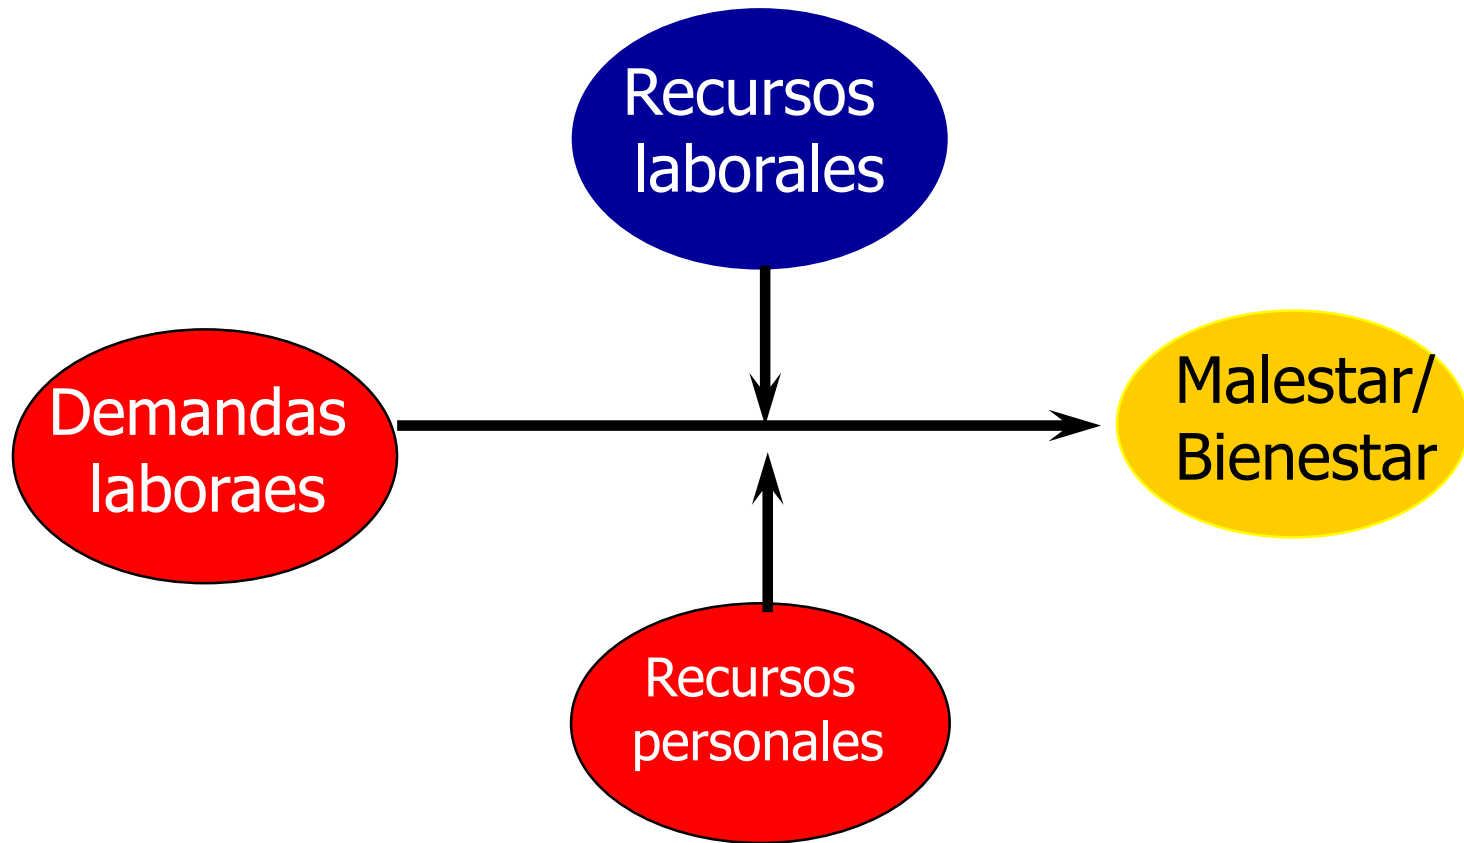 Recursos
laborales
Demandas
laboraes
Malestar/
Bienestar
Recursos
personales